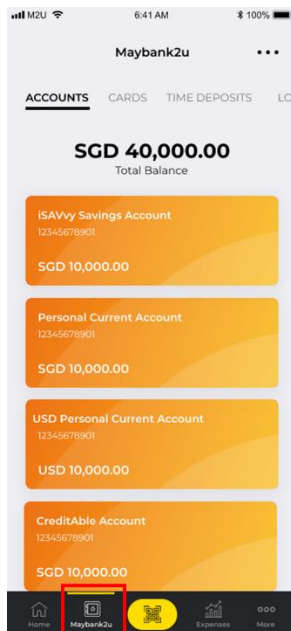 M2U 6:41 AM 100%
Maybank2u
ACCOUNTS CARDS TIME DEPOSITS LO
SGD 40,000.00
Total Balance
iSAVvy Savings Account
12345678901
SGD 10,000.00
Personal Current Account
12345678901
SGD 10,000.00
USD Personal Current Account
12345678901
USD 10,000.00
CreditAble Account
12345678901
SGD 10,000.00
Home Maybank2u Expenses More